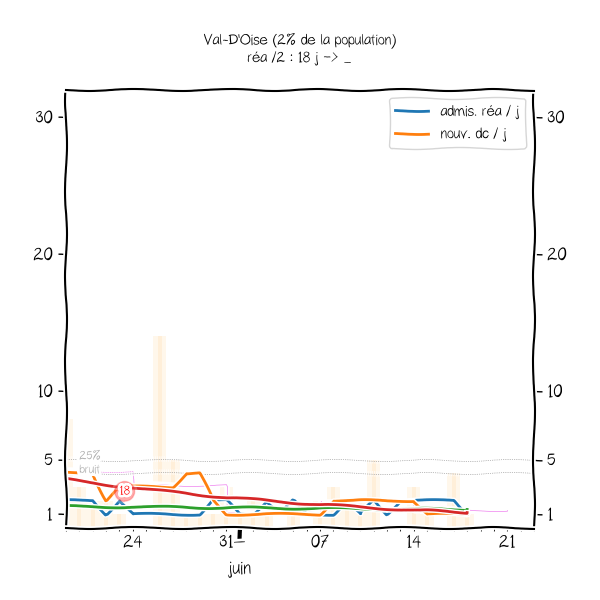 Val-D'Oise (2% de la population)
réa /2 : 18 j -> _
admis. réa / j
nouv. dc / j
30
30
20
20
10
10
5
5
25%
bruit
18
1
1
24
31
07
14
21
juin